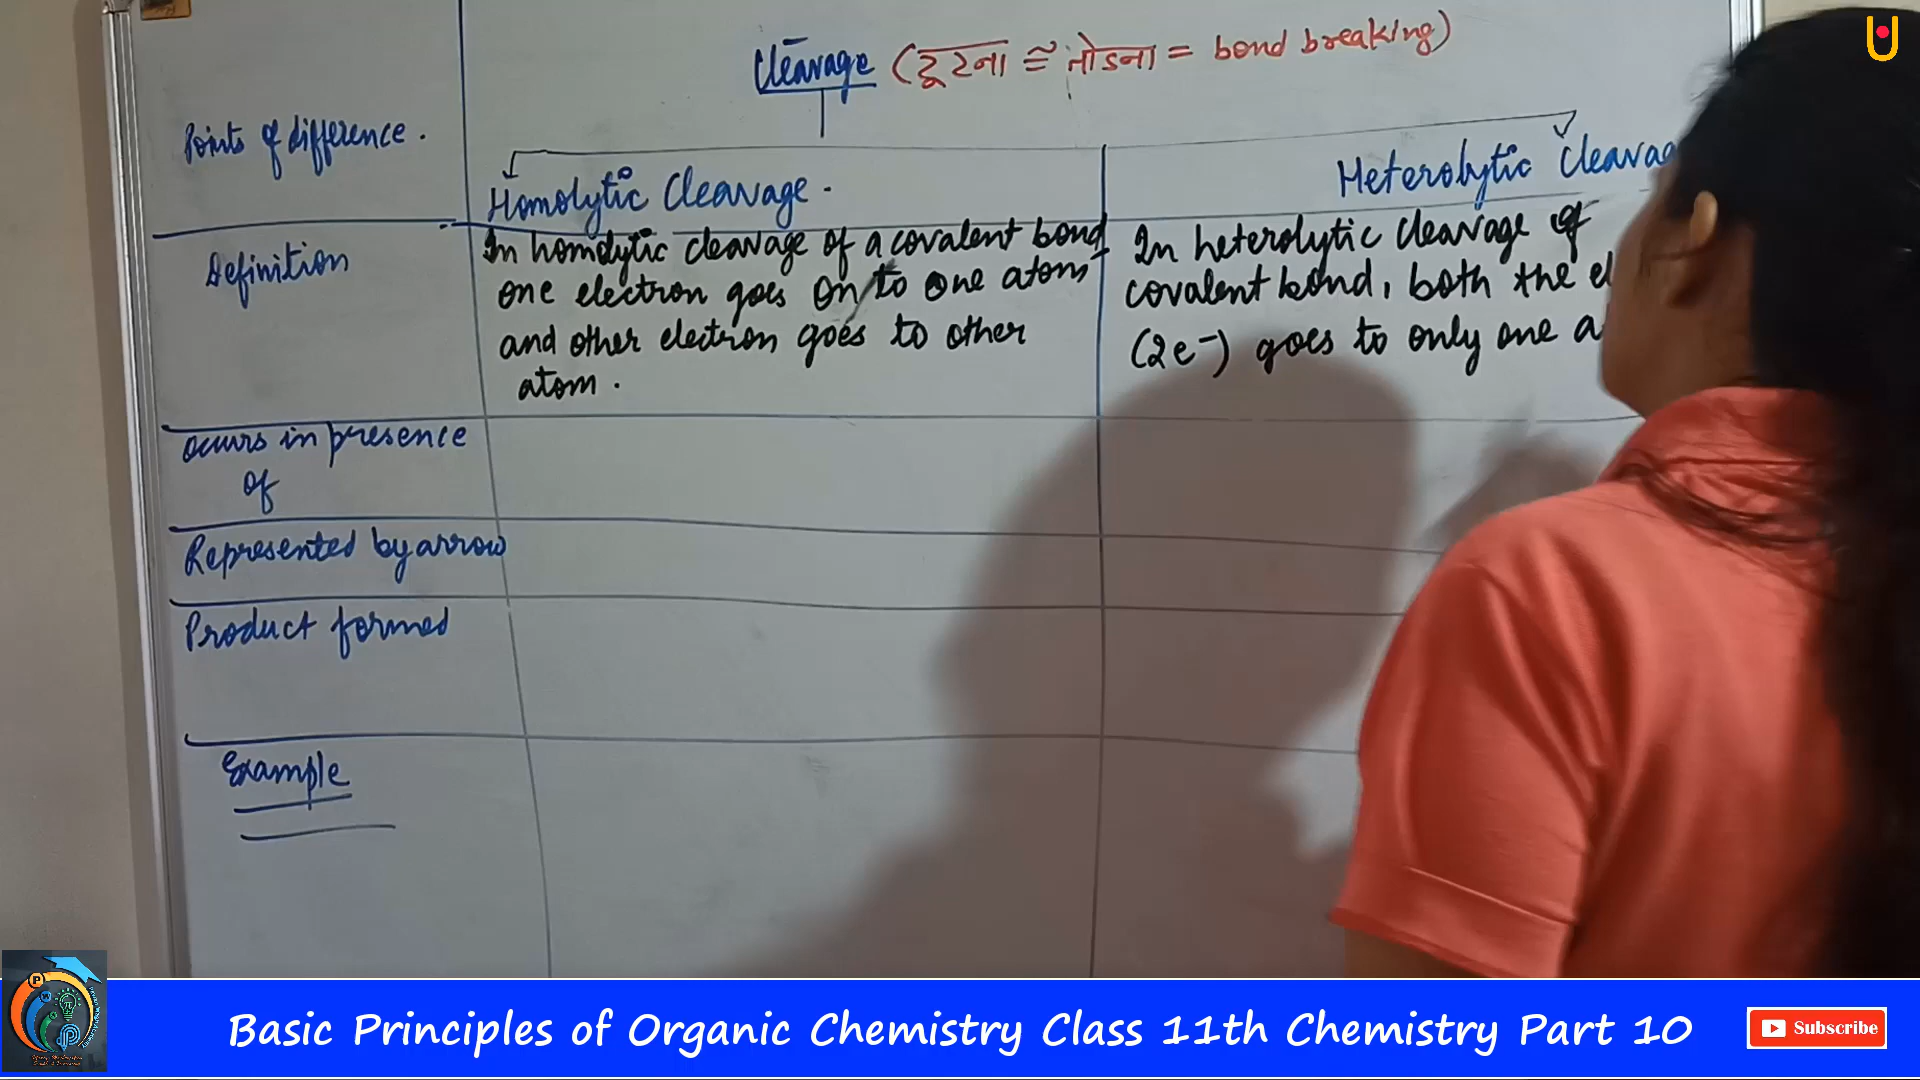 Cleavage (टूटना ≅ तोडना = bond breaking)
Points of difference.
Homolytic Cleavage.
Heterolytic
Definition
In homolytic cleavage of a covalent bond
one electron goes on/to one atom
and other electron goes to other
atom.
In heterolytic cleavage of
covalent bond, both the
(2e⁻) goes to only one
occurs in presence
of
Represented by arrow
Product formed
Example
Basic Principles of Organic Chemistry Class 11th Chemistry Part 10
Subscribe